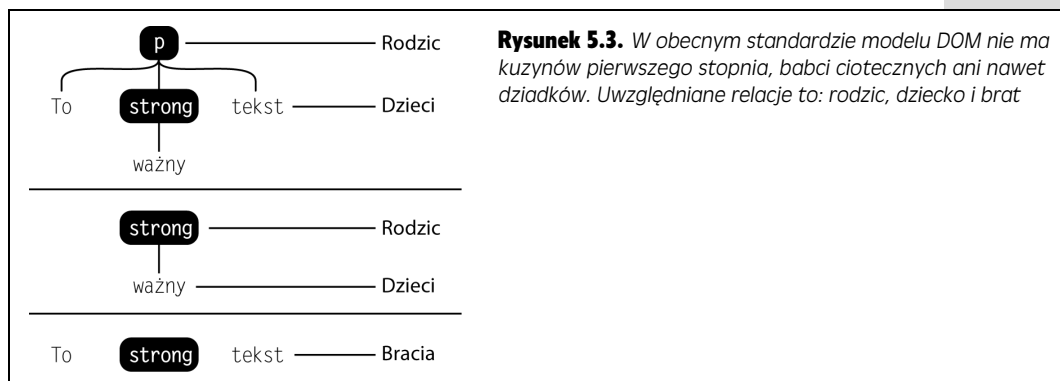 p Rodzic
Rysunek 5.3. W obecnym standardzie modelu DOM nie ma
kuzynów pierwszego stopnia, babci ciotecznych ani nawet
dziadków. Uwzględniane relacje to: rodzic, dziecko i brat
To strong tekst Dzieci
ważny
strong Rodzic
ważny Dzieci
To strong tekst Bracia